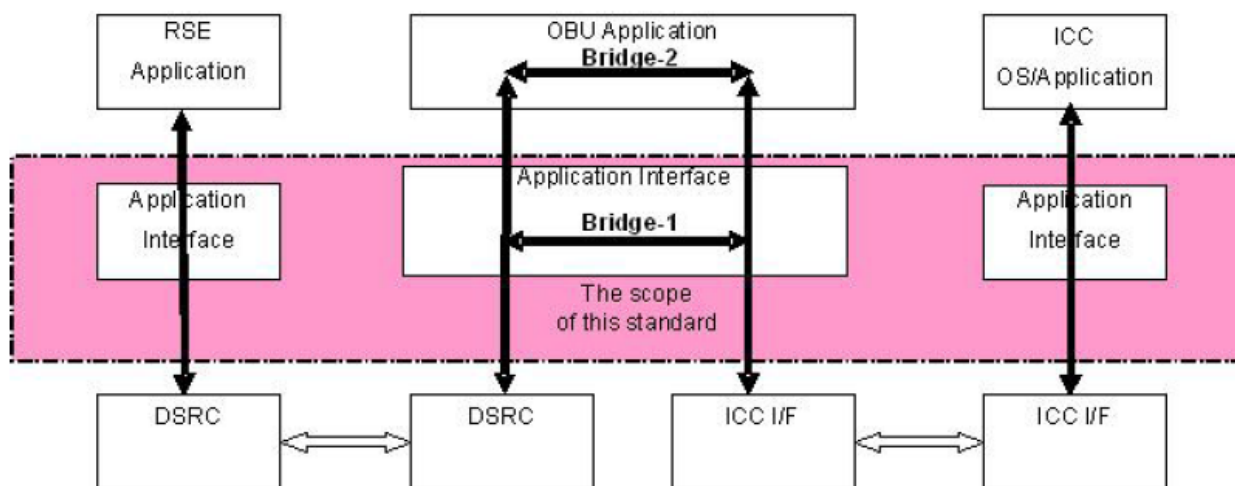 RSE
Application
OBU Application
Bridge-2
ICC
OS/Application
Application
Interface
Application Interface
Bridge-1
Application
Interface
The scope
of this standard
DSRC
DSRC
ICC I/F
ICC I/F